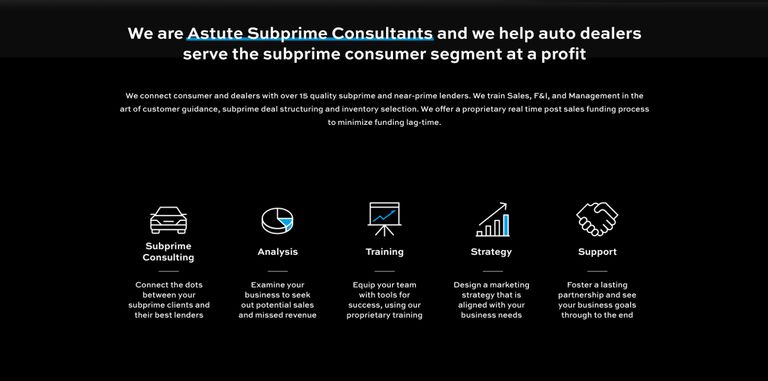 We are Astute Subprime Consultants and we help auto dealers
serve the subprime consumer segment at a profit
We connect consumer and dealers with over 15 quality subprime and near-prime lenders. We train Sales, F&I, and Management in the
art of customer guidance, subprime deal structuring and inventory selection. We offer a proprietary real time post sales funding process
to minimize funding lag-time.
Subprime
Consulting
Connect the dots
between your
subprime clients and
their best lenders
Analysis
Examine your
business to seek
out potential sales
and missed revenue
Training
Equip your team
with tools for
success, using our
proprietary training
Strategy
Design a marketing
strategy that is
aligned with your
business needs
Support
Foster a lasting
partnership and see
your business goals
through to the end